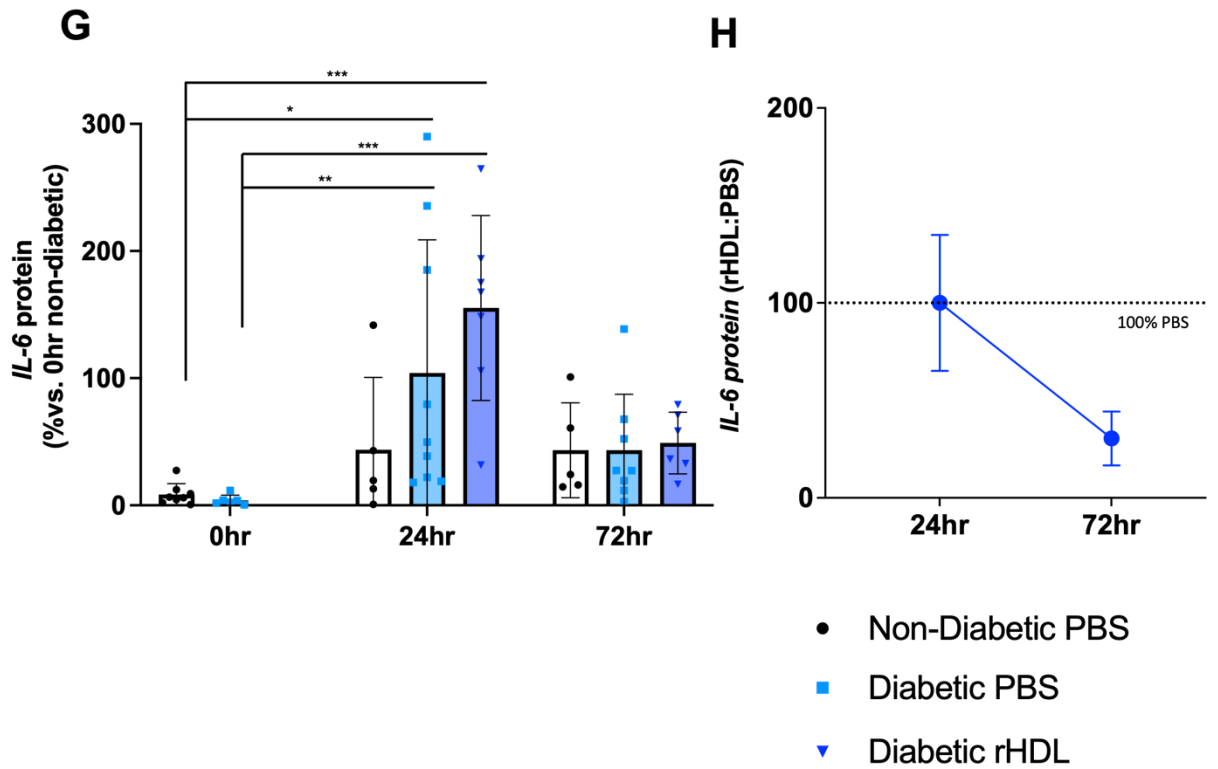 G
***
*
***
**
IL-6 protein
(%vs. 0hr non-diabetic)
300
200
100
0
0hr
24hr
72hr
H
IL-6 protein (rHDL:PBS)
200
100
0
100% PBS
24hr
72hr
Non-Diabetic PBS
Diabetic PBS
Diabetic rHDL